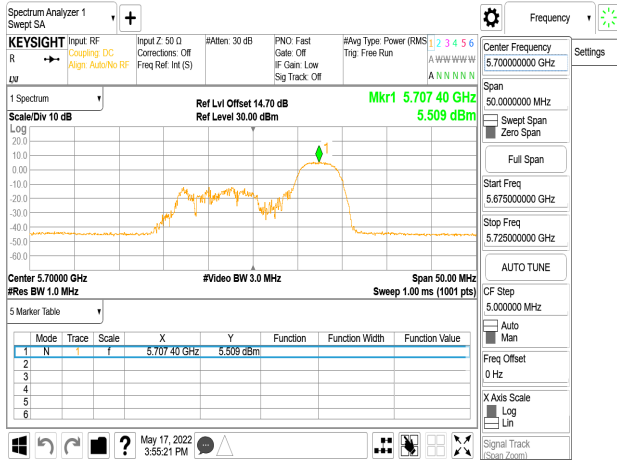 Spectrum Analyzer 1
Swept SA
Frequency
KEYSIGHT
R
Input: RF
Coupling: DC
Align: Auto/No RF
Input Z: 50 Ω
Corrections: Off
Freq Ref: Int (S)
#Atten: 30 dB
PNO: Fast
Gate: Off
IF Gain: Low
Sig Track: Off
#Avg Type: Power (RMS
Trig: Free Run
1 2 3 4 5 6
A W W W W W
A N N N N N
Center Frequency
5.700000000 GHz
Settings
Span
50.0000000 MHz
Swept Span
Zero Span
Full Span
Start Freq
5.675000000 GHz
Stop Freq
5.725000000 GHz
AUTO TUNE
CF Step
5.000000 MHz
Auto
Man
Freq Offset
0 Hz
X Axis Scale
Log
Lin
Signal Track
(Span Zoom)
1 Spectrum
Scale/Div 10 dB
Ref Lvl Offset 14.70 dB
Ref Level 30.00 dBm
Mkr1 5.707 40 GHz
5.509 dBm
Log
20.0
10.0
0.00
-10.0
-20.0
-30.0
-40.0
-50.0
-60.0
1
Center 5.70000 GHz
#Res BW 1.0 MHz
#Video BW 3.0 MHz
Span 50.00 MHz
Sweep 1.00 ms (1001 pts)
5 Marker Table
Mode Trace Scale X Y Function Function Width Function Value
1 N 1 f 5.707 40 GHz 5.509 dBm
2
3
4
5
6
?
May 17, 2022
3:55:21 PM